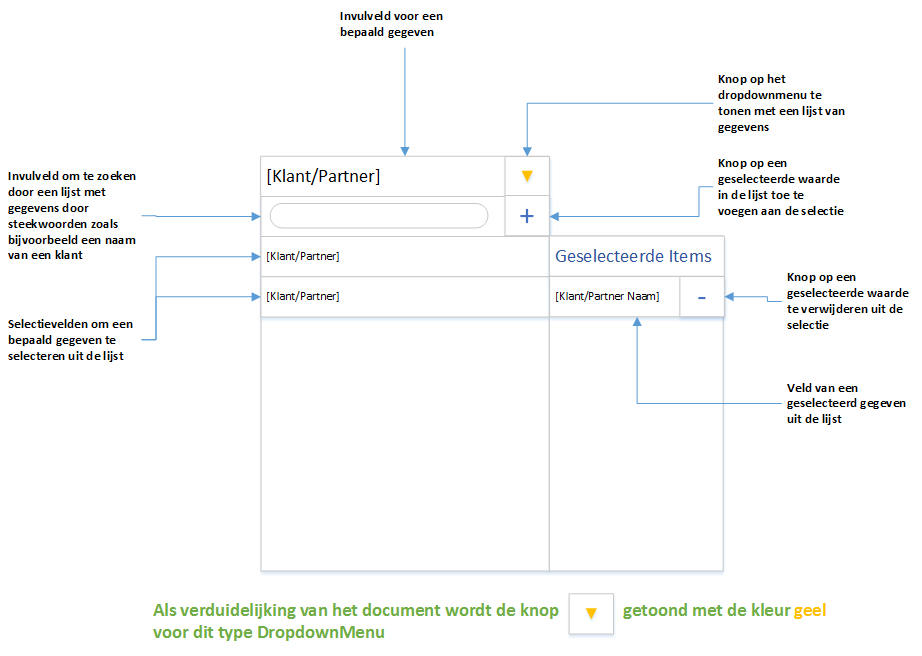 Invulveld voor een
bepaald gegeven
Knop op het
dropdownmenu te
tonen met een lijst van
gegevens
Invulveld om te zoeken
door een lijst met
gegevens door
steekwoorden zoals
bijvoorbeeld een naam
van een klant
[Klant/Partner]
▼
+
Knop op een
geselecteerde waarde
in de lijst toe te
voegen aan de selectie
[Klant/Partner]
Geselecteerde Items
[Klant/Partner]
[Klant/Partner Naam]
-
Knop op een
geselecteerde waarde
te verwijderen uit de
selectie
Selectievelden om een
bepaald gegeven te
selecteren uit de lijst
Veld van een
geselecteerd gegeven
uit de lijst
Als verduidelijking van het document wordt de knop ▼ getoond met de kleur geel
voor dit type DropdownMenu